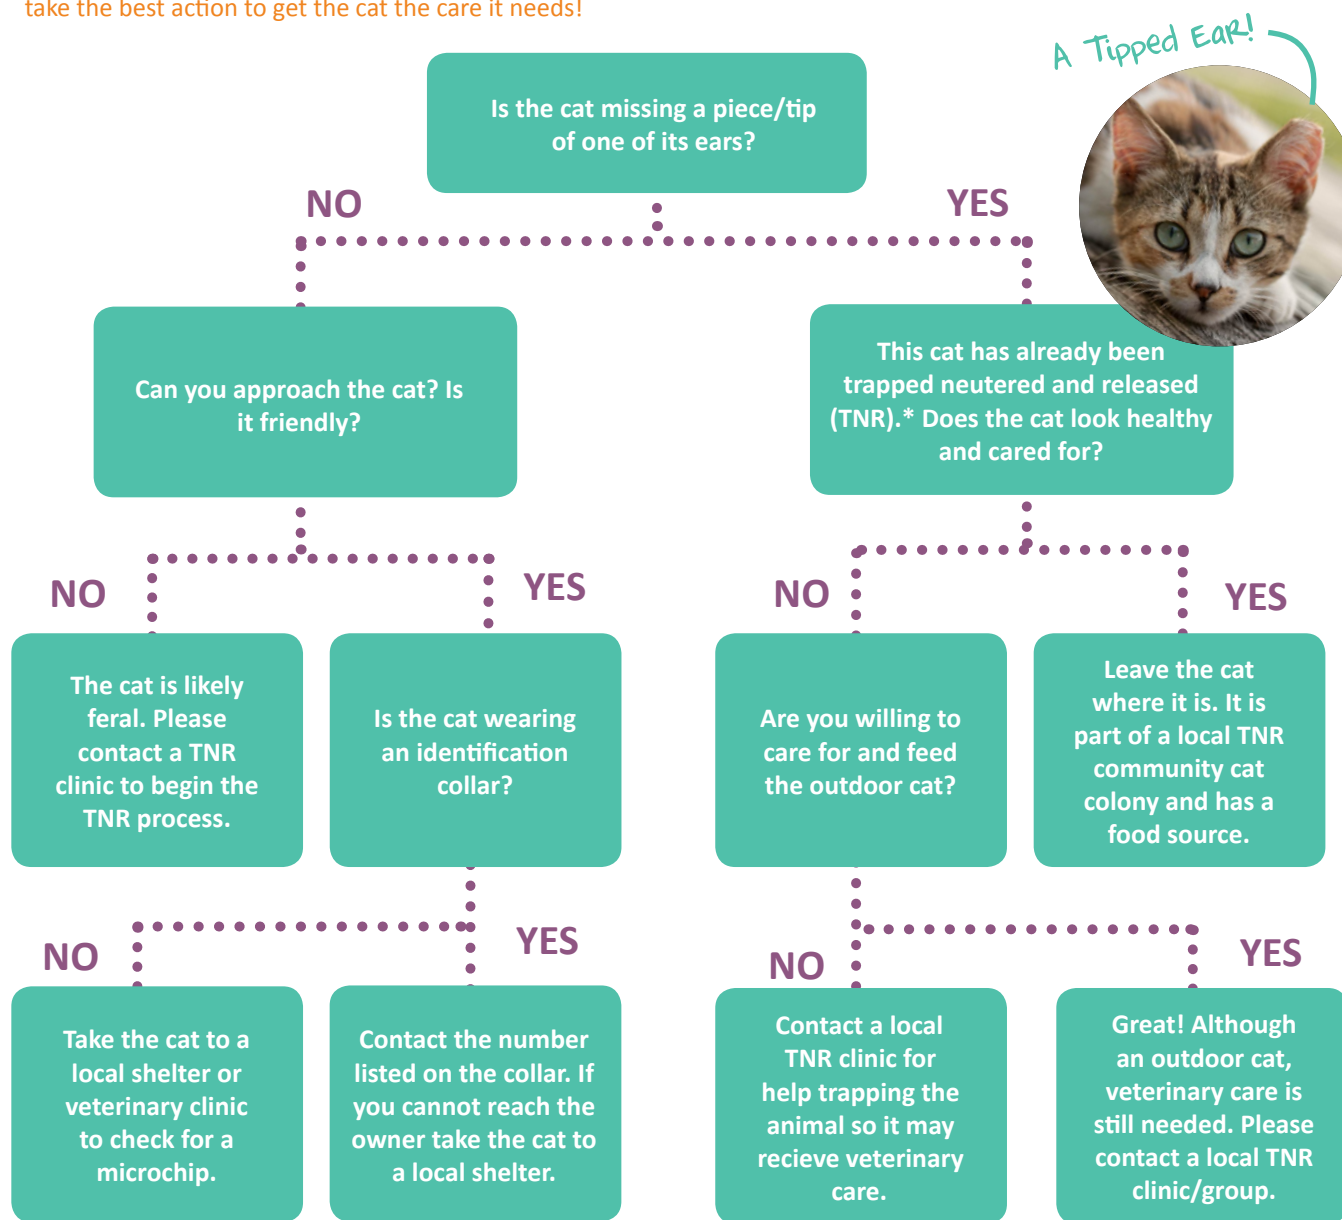 take the best action to get the cat the care it needs!
A Tipped Ear!
Is the cat missing a piece/tip
of one of its ears?
NO
YES
Can you approach the cat? Is
it friendly?
This cat has already been
trapped neutered and released
(TNR).* Does the cat look healthy
and cared for?
NO
YES
NO
YES
The cat is likely
feral. Please
contact a TNR
clinic to begin the
TNR process.
Is the cat wearing
an identification
collar?
Are you willing to
care for and feed
the outdoor cat?
Leave the cat
where it is. It is
part of a local TNR
community cat
colony and has a
food source.
NO
YES
NO
YES
Take the cat to a
local shelter or
veterinary clinic
to check for a
microchip.
Contact the number
listed on the collar. If
you cannot reach the
owner take the cat to
a local shelter.
Contact a local
TNR clinic for
help trapping the
animal so it may
recieve veterinary
care.
Great! Although
an outdoor cat,
veterinary care is
still needed. Please
contact a local TNR
clinic/group.